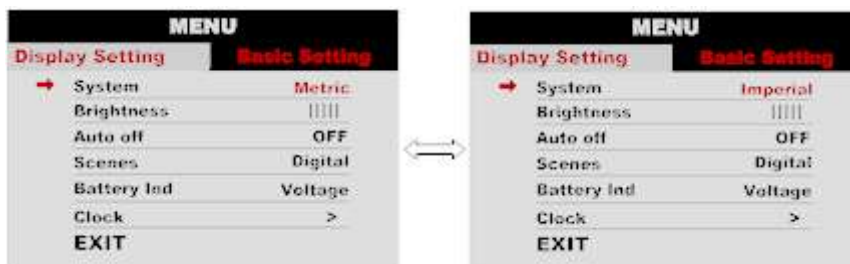 MENU
Display Setting Basic Setting
System Metric
Brightness |||||
Auto off OFF
Scenes Digital
Battery Ind Voltage
Clock >
EXIT
MENU
Display Setting Basic Setting
System Imperial
Brightness |||||
Auto off OFF
Scenes Digital
Battery Ind Voltage
Clock >
EXIT